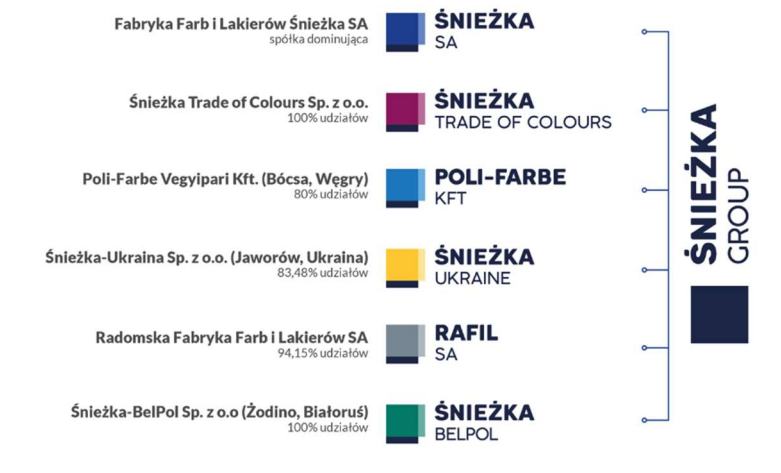 Fabryka Farb i Lakierów Śnieżka SA
spółka dominująca
ŚNIEŻKA
SA
Śnieżka Trade of Colours Sp. z o.o.
100% udziałów
ŚNIEŻKA
TRADE OF COLOURS
Poli-Farbe Vegyipari Kft. (Bócsa, Węgry)
80% udziałów
POLI-FARBE
KFT
Śnieżka-Ukraina Sp. z o.o. (Jaworów, Ukraina)
83,48% udziałów
ŚNIEŻKA
UKRAINE
Radomska Fabryka Farb i Lakierów SA
94,15% udziałów
RAFIL
SA
Śnieżka-BelPol Sp. z o.o (Żodino, Białoruś)
100% udziałów
ŚNIEŻKA
BELPOL
ŚNIEŻKA
GROUP